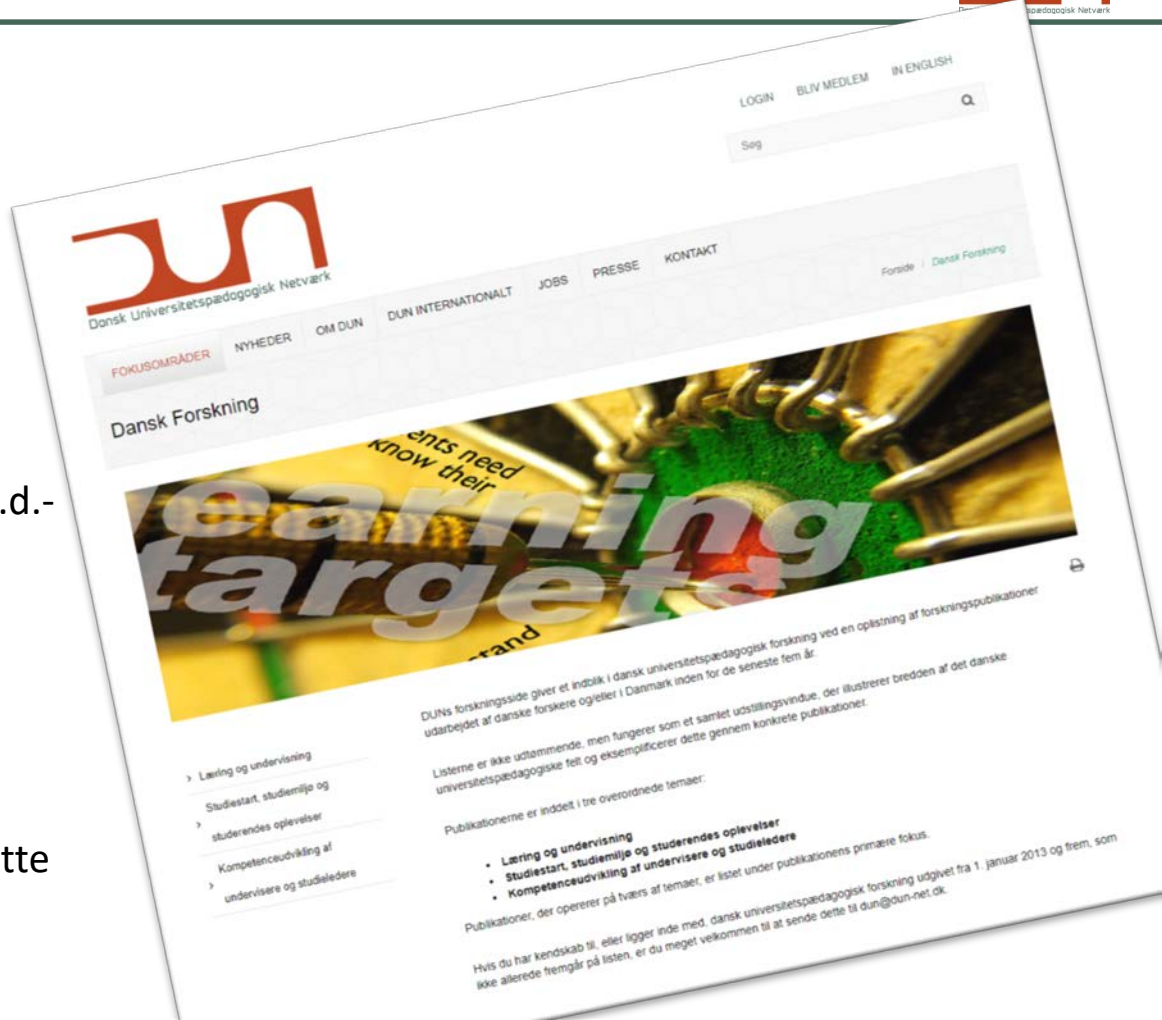 spædagogisk Netværk
LOGIN BLIV MEDLEM IN ENGLISH
Søg
DUN
Dansk Universitetspædagogisk Netværk
FOKUSOMRÅDER NYHEDER OM DUN DUN INTERNATIONALT JOBS PRESSE KONTAKT
Forside / Dansk Forskning
Dansk Forskning
ents need
know their
learning
targets
stand
.d.-
tte
> Læring og undervisning
Studiestart, studiemiljø og
> studerendes oplevelser
Kompetenceudvikling af
> undervisere og studieledere
DUNs forskningsside giver et indblik i dansk universitetspædagogisk forskning ved en oplistning af forskningspublikationer
udarbejdet af danske forskere og/eller i Danmark inden for de seneste fem år.
Listerne er ikke udtømmende, men fungerer som et samlet udstillingsvindue, der illustrerer bredden af det danske
universitetspædagogiske felt og eksemplificerer dette gennem konkrete publikationer.
Publikationerne er inddelt i tre overordnede temaer:
• Læring og undervisning
• Studiestart, studiemiljø og studerendes oplevelser
• Kompetenceudvikling af undervisere og studieledere
Publikationer, der opererer på tværs af temaer, er listet under publikationens primære fokus.
Hvis du har kendskab til, eller ligger inde med, dansk universitetspædagogisk forskning udgivet fra 1. januar 2013 og frem, som
ikke allerede fremgår på listen, er du meget velkommen til at sende dette til dun@dun-net.dk.